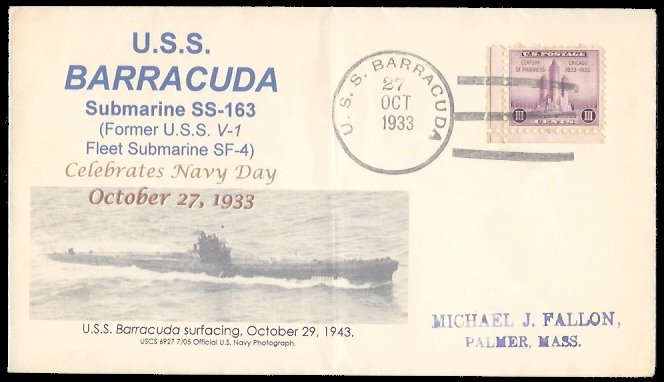 U.S.S.
BARRACUDA
Submarine SS-163
(Former U.S.S. V-1
Fleet Submarine SF-4)
Celebrates Navy Day
October 27, 1933
U.S.S. Barracuda surfacing, October 29, 1943.
USCS 6927 7/05 Official U.S. Navy Photograph.
U. S. S. BARRACUDA
27
OCT
1933
U.S. POSTAGE
CENTURY CHICAGO
OF PROGRESS 1833-1933
III III
CENTS
MICHAEL J. FALLON,
PALMER, MASS.